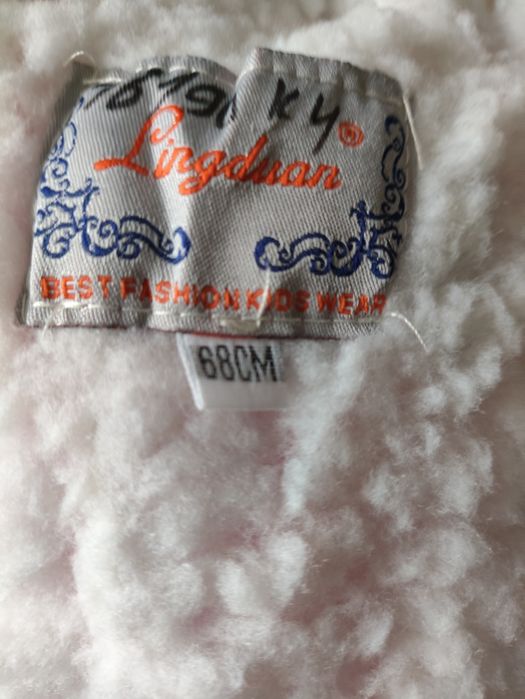 Lingduan ®
BEST FASHION KIDS WEAR
68CM